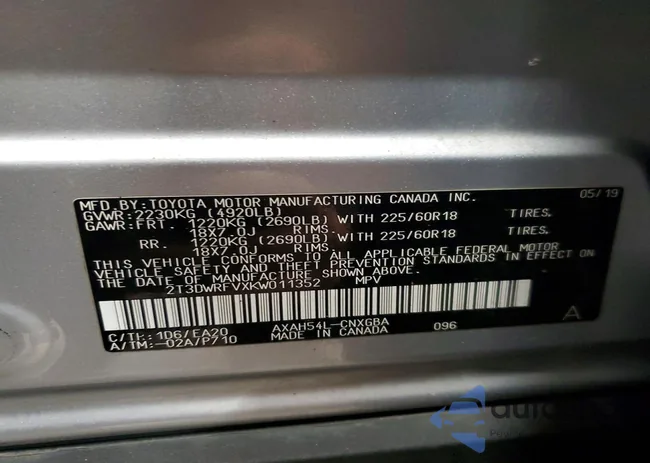 MFD.BY:TOYOTA MOTOR MANUFACTURING CANADA INC. 05/19
GVWR:2230KG (4920LB)
GAWR:FRT. 1220KG (2690LB) WITH 225/60R18 TIRES.
18X7.0J RIMS.
RR. 1220KG (2690LB) WITH 225/60R18 TIRES.
18X7.0J RIMS.
THIS VEHICLE CONFORMS TO ALL APPLICABLE FEDERAL MOTOR
VEHICLE SAFETY AND THEFT PREVENTION STANDARDS IN EFFECT ON
THE DATE OF MANUFACTURE SHOWN ABOVE.
2T3DWRFVXKW011352 MPV
C/TR:1D6/EA20 AXAH54L-CNXGBA 096 A
A/TM:-02A/P710 MADE IN CANADA